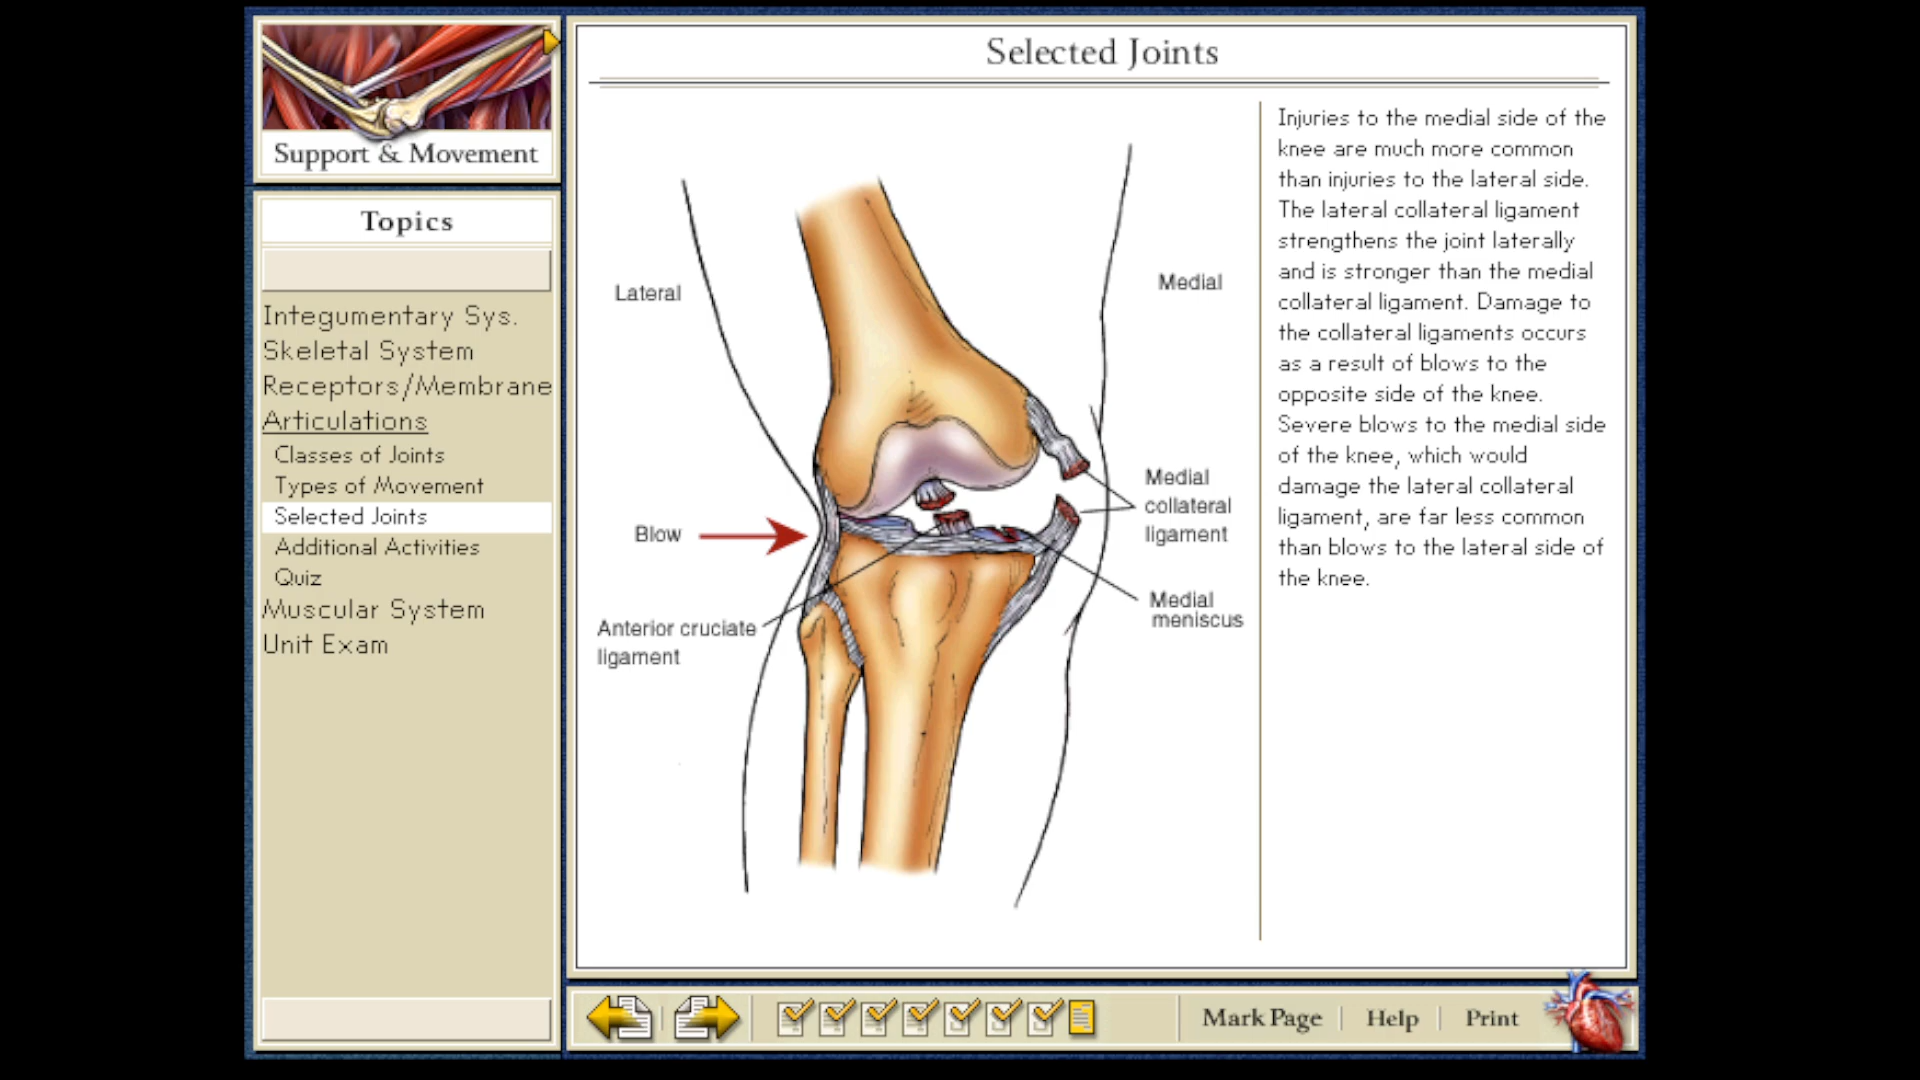 Support & Movement
Topics
Integumentary Sys.
Skeletal System
Receptors/Membrane
Articulations
Classes of Joints
Types of Movement
Selected Joints
Additional Activities
Quiz
Muscular System
Unit Exam
Selected Joints
Lateral
Medial
Blow
Medial
collateral
ligament
Medial
meniscus
Anterior cruciate
ligament
Injuries to the medial side of the
knee are much more common
than injuries to the lateral side.
The lateral collateral ligament
strengthens the joint laterally
and is stronger than the medial
collateral ligament. Damage to
the collateral ligaments occurs
as a result of blows to the
opposite side of the knee.
Severe blows to the medial side
of the knee, which would
damage the lateral collateral
ligament, are far less common
than blows to the lateral side of
the knee.
Mark Page
Help
Print